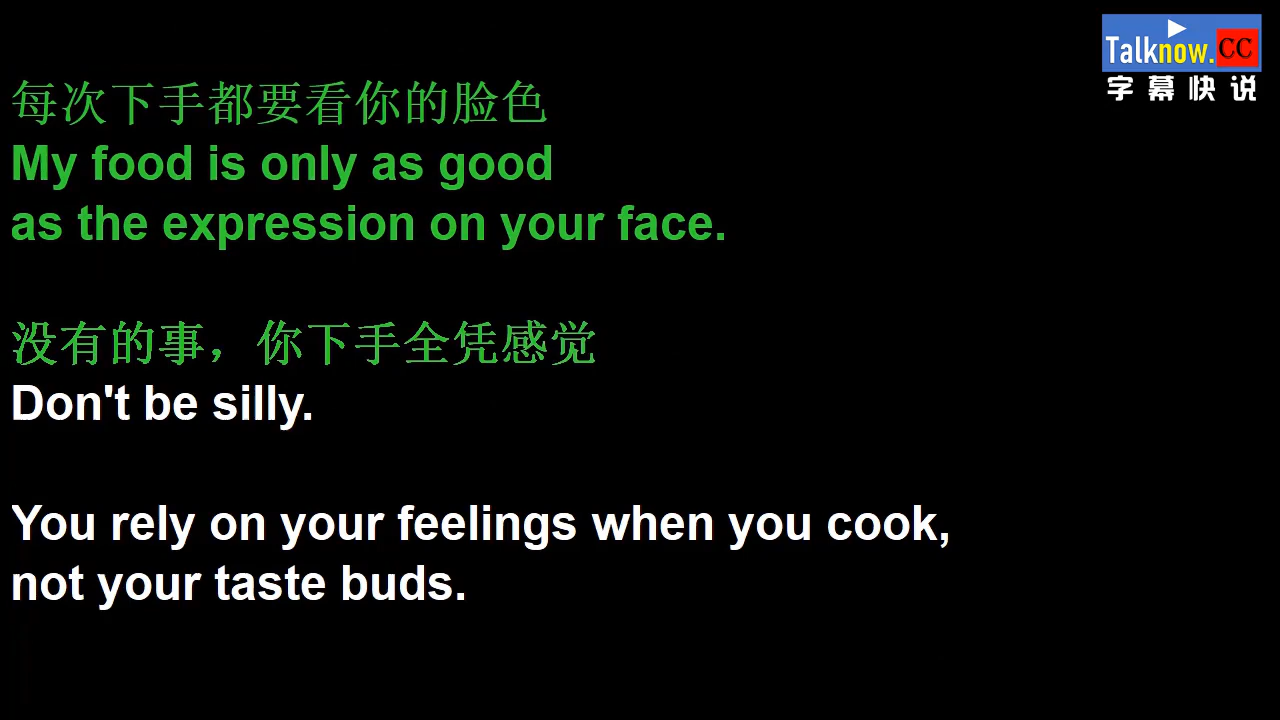 Talknow.CC
字幕快说
每次下手都要看你的脸色
My food is only as good
as the expression on your face.
没有的事，你下手全凭感觉
Don't be silly.
You rely on your feelings when you cook,
not your taste buds.